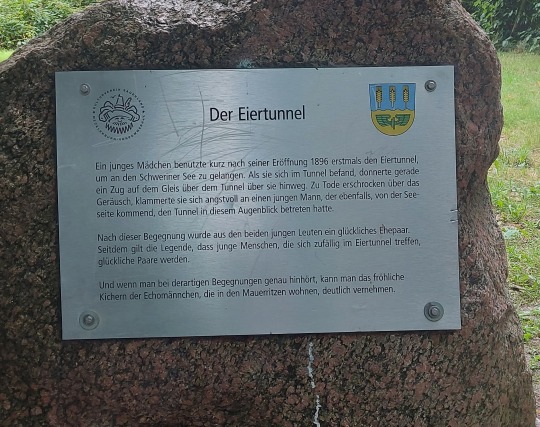 Der Eiertunnel
Ein junges Mädchen benutzte kurz nach seiner Eröffnung 1896 erstmals den Eiertunnel,
um an den Schweriner See zu gelangen. Als sie sich im Tunnel befand, donnerte gerade
ein Zug auf dem Gleis über dem Tunnel über sie hinweg. Zu Tode erschrocken über das
Geräusch, klammerte sie sich angstvoll an einen jungen Mann, der ebenfalls, von der See-
seite kommend, den Tunnel in diesem Augenblick betreten hatte.
Nach dieser Begegnung wurde aus den beiden jungen Leuten ein glückliches Ehepaar.
Seitdem gilt die Legende, dass junge Menschen, die sich zufällig im Eiertunnel treffen,
glückliche Paare werden.
Und wenn man bei derartigen Begegnungen genau hinhört, kann man das fröhliche
Kichern der Echomännchen, die in den Mauerritzen wohnen, deutlich vernehmen.